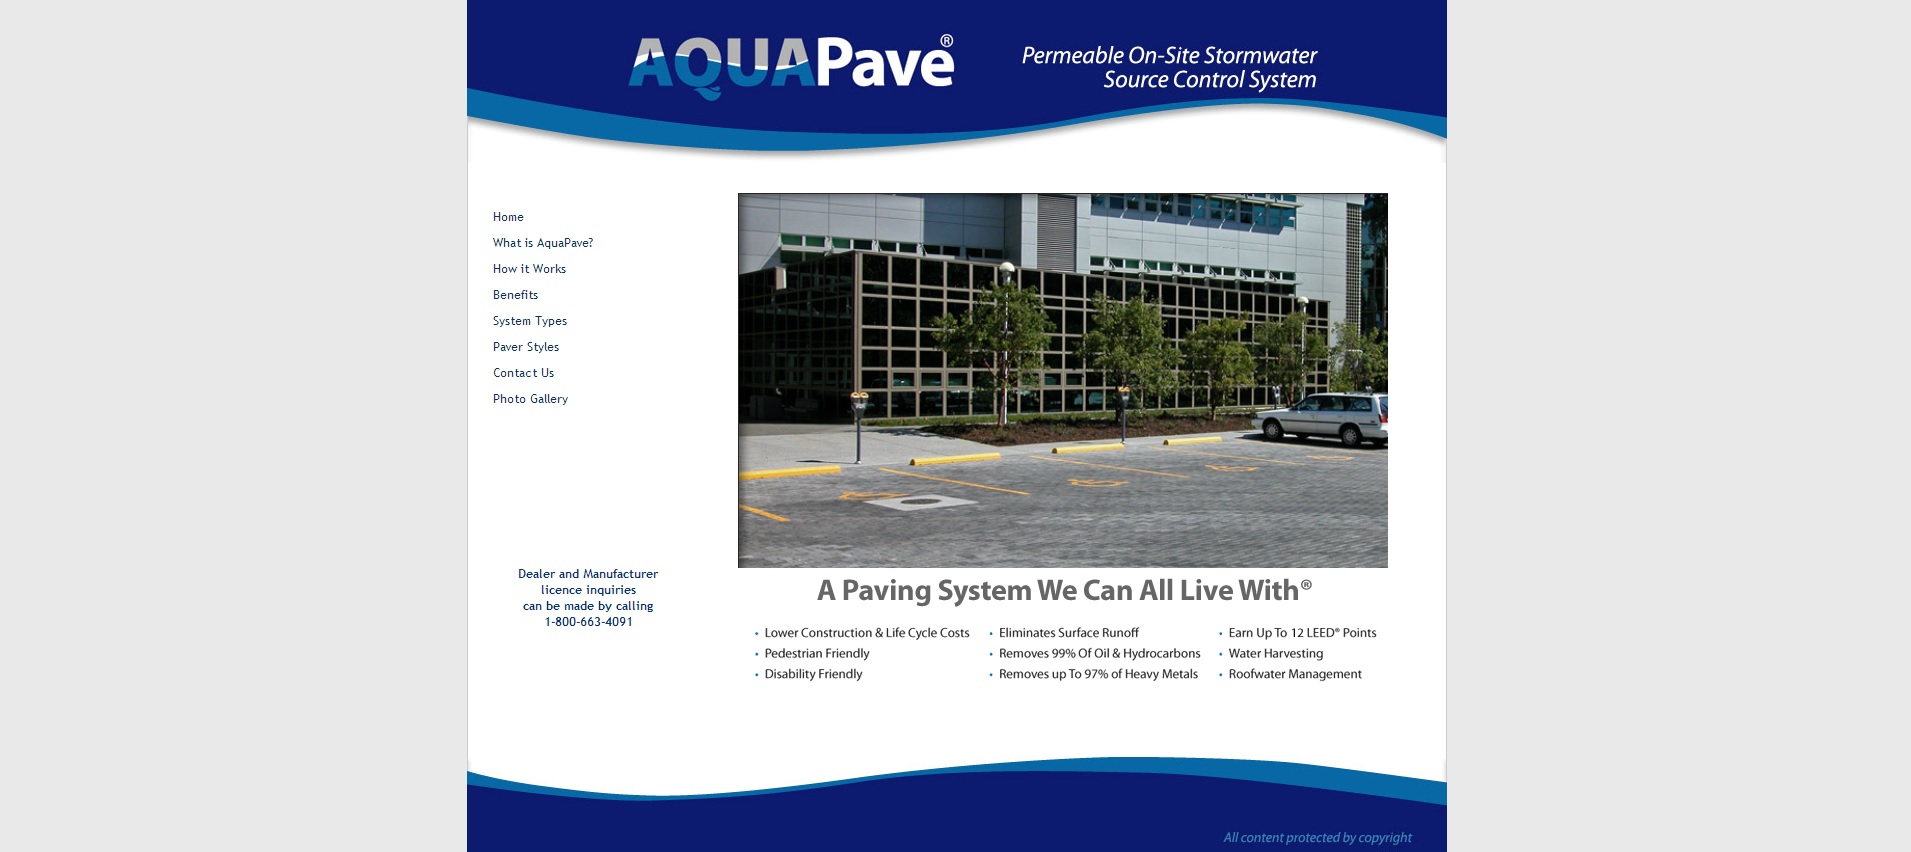 AQUAPave®
Permeable On-Site Stormwater
Source Control System
Home
What is AquaPave?
How it Works
Benefits
System Types
Paver Styles
Contact Us
Photo Gallery
Dealer and Manufacturer
licence inquiries
can be made by calling
1-800-663-4091
A Paving System We Can All Live With®
• Lower Construction & Life Cycle Costs
• Pedestrian Friendly
• Disability Friendly
• Eliminates Surface Runoff
• Removes 99% Of Oil & Hydrocarbons
• Removes up To 97% of Heavy Metals
• Earn Up To 12 LEED® Points
• Water Harvesting
• Roofwater Management
All content protected by copyright